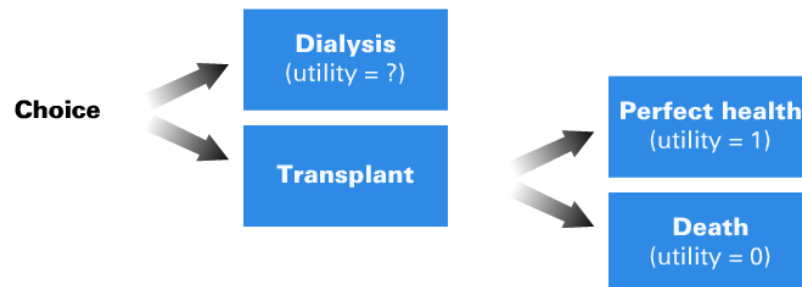 Choice
Dialysis
(utility = ?)
Transplant
Perfect health
(utility = 1)
Death
(utility = 0)